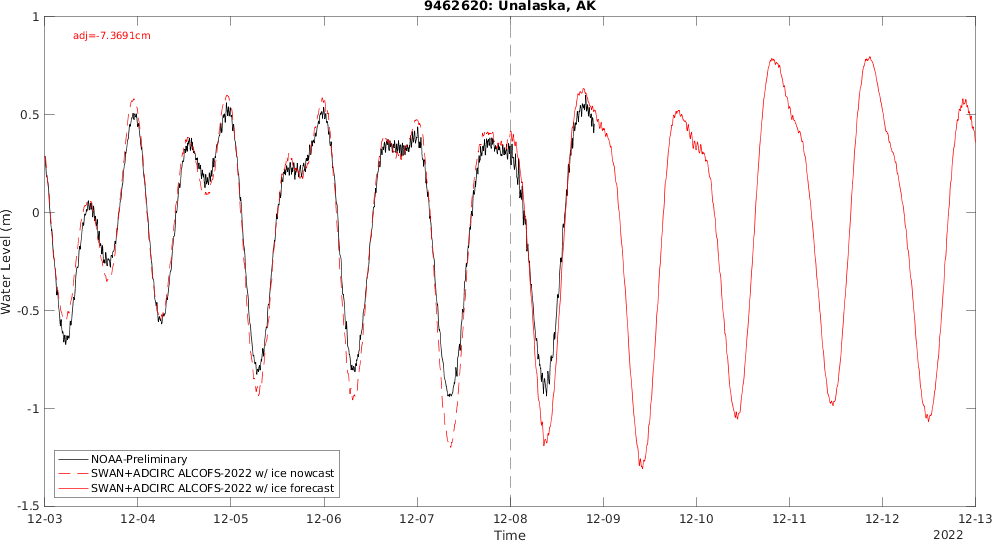 9462620: Unalaska, AK
adj=-7.3691cm
1
0.5
0
-0.5
-1
-1.5
Water Level (m)
NOAA-Preliminary
SWAN+ADCIRC ALCOFS-2022 w/ ice nowcast
SWAN+ADCIRC ALCOFS-2022 w/ ice forecast
12-03 12-04 12-05 12-06 12-07 12-08 12-09 12-10 12-11 12-12 12-13
Time
2022